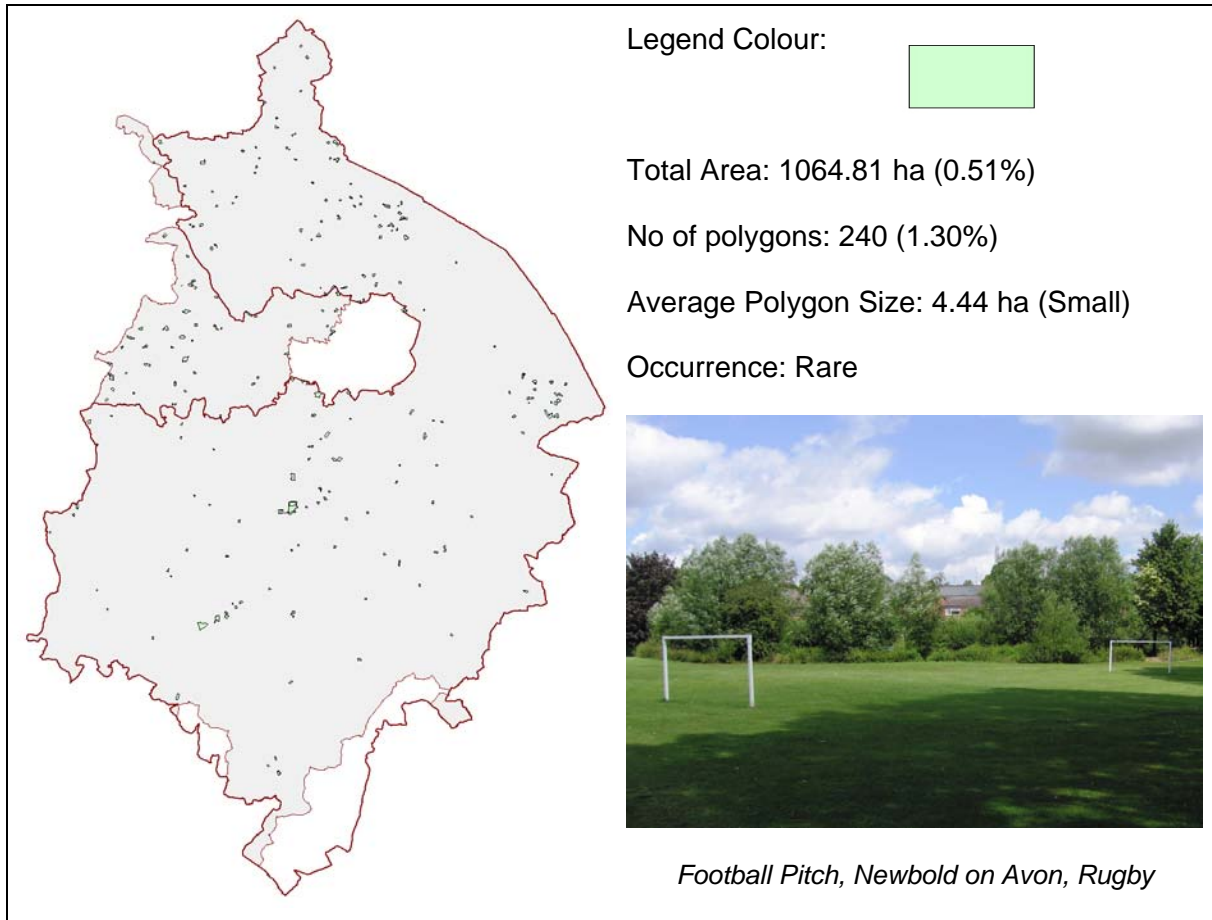 Legend Colour:
Total Area: 1064.81 ha (0.51%)
No of polygons: 240 (1.30%)
Average Polygon Size: 4.44 ha (Small)
Occurrence: Rare
Football Pitch, Newbold on Avon, Rugby